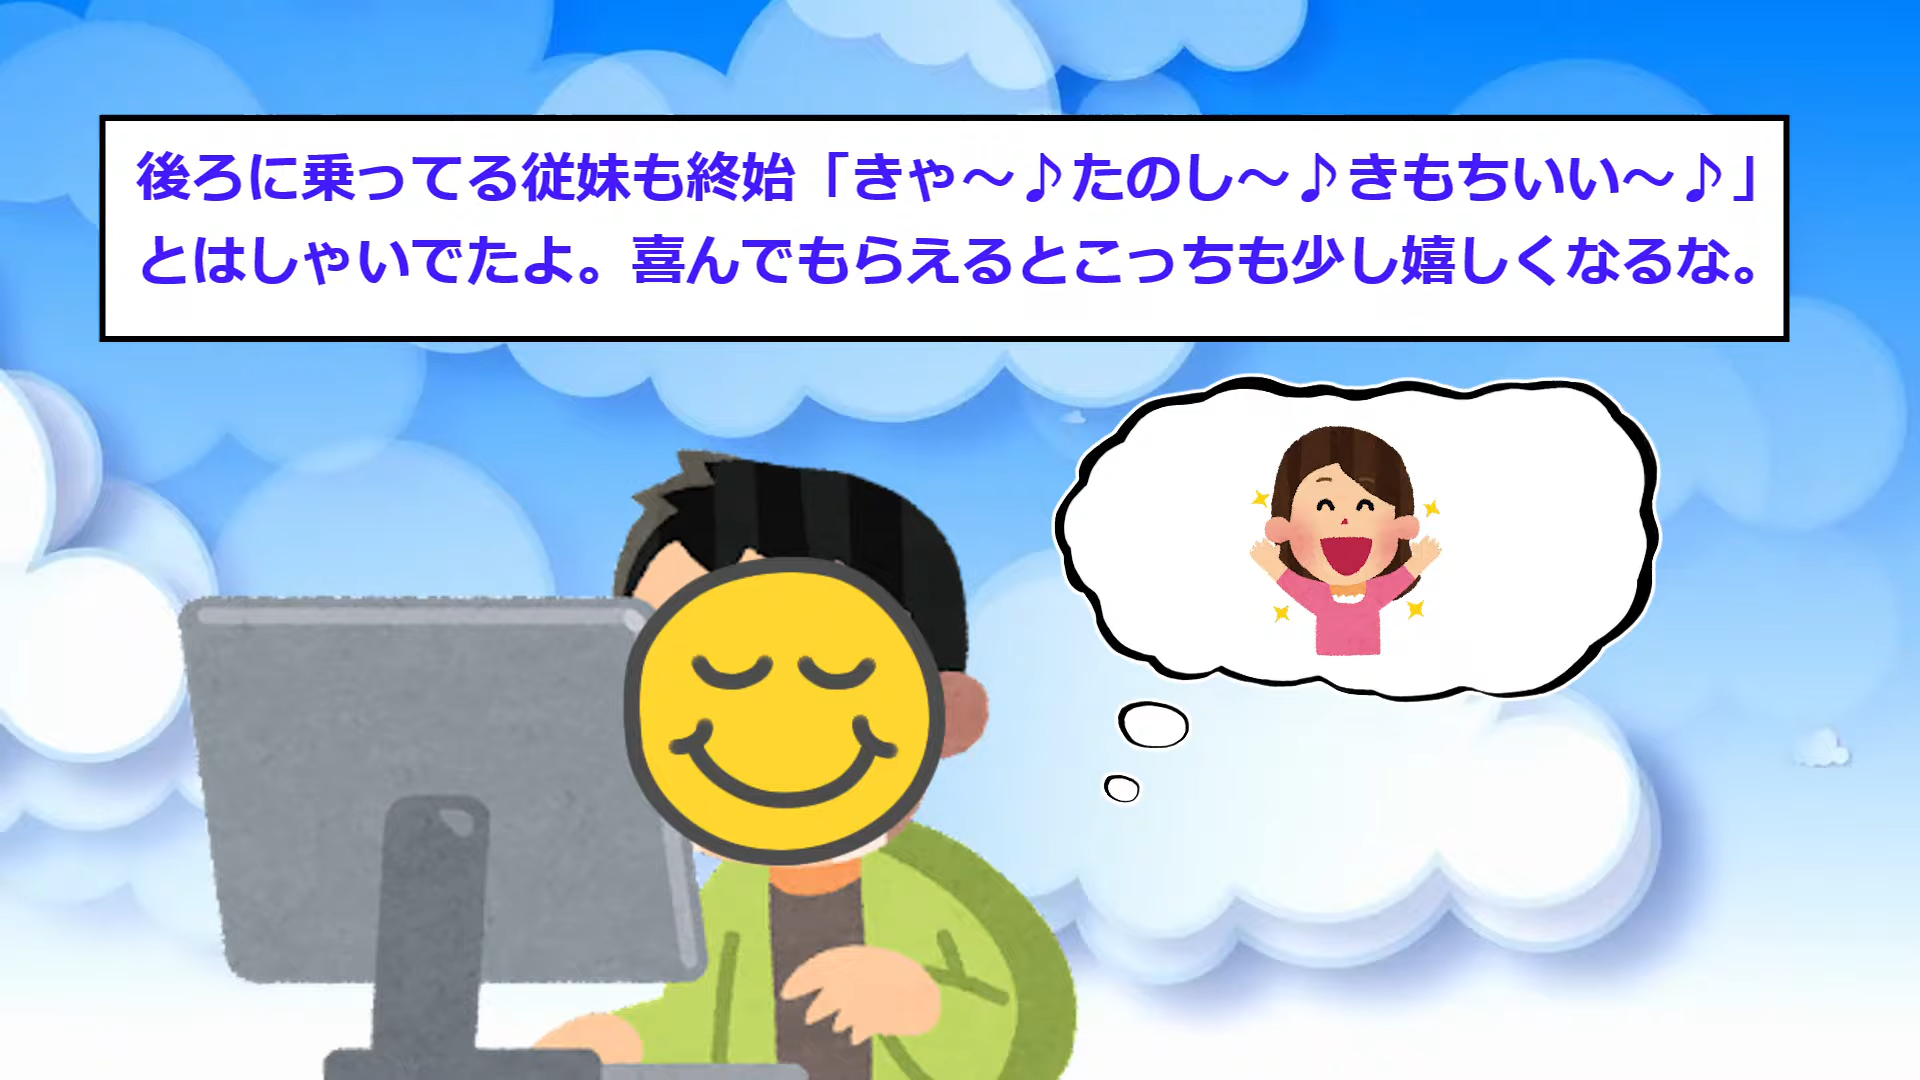 後ろに乗ってる従妹も終始「きゃ～♪たのし～♪きもちいい～♪」
とはしゃいでたよ。喜んでもらえるとこっちも少し嬉しくなるな。